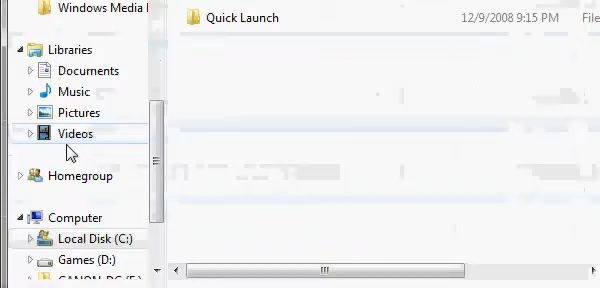 Windows Media
Quick Launch 12/9/2008 9:15 PM File
Libraries
Documents
Music
Pictures
Videos
Homegroup
Computer
Local Disk (C:)
Games (D:)